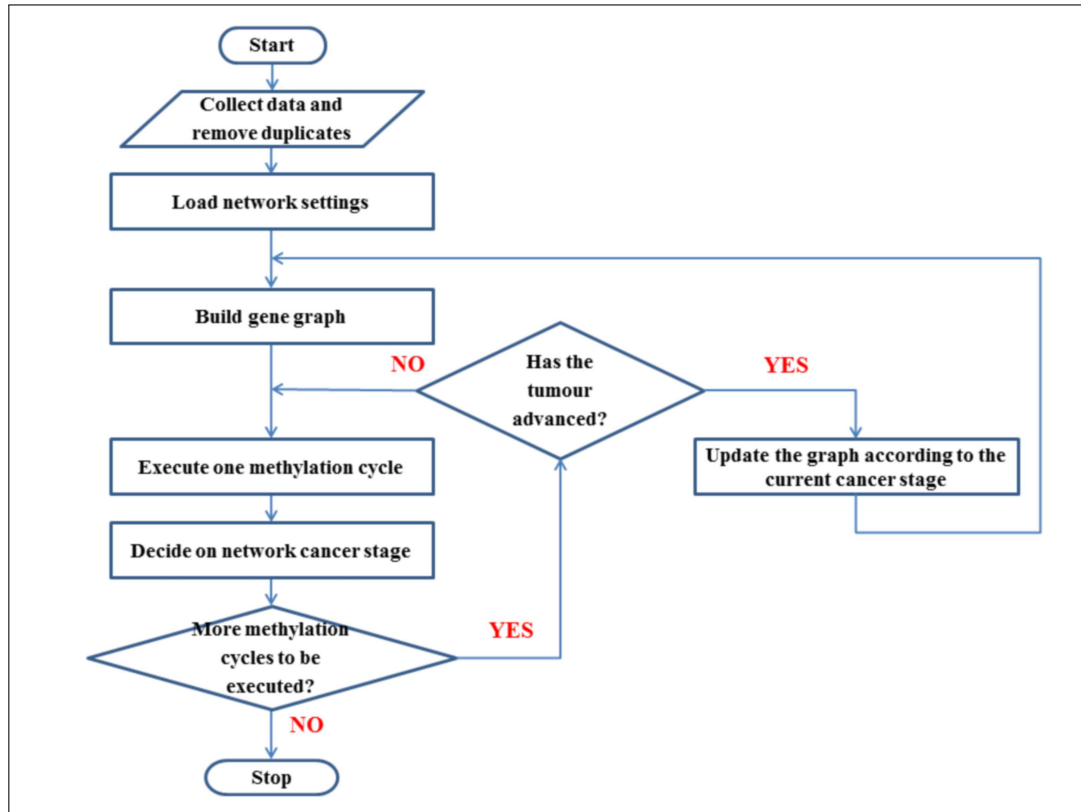 Start
Collect data and
remove duplicates
Load network settings
Build gene graph
NO
Has the
tumour
advanced?
YES
Execute one methylation cycle
Update the graph according to the
current cancer stage
Decide on network cancer stage
More methylation
cycles to be
executed?
YES
NO
Stop